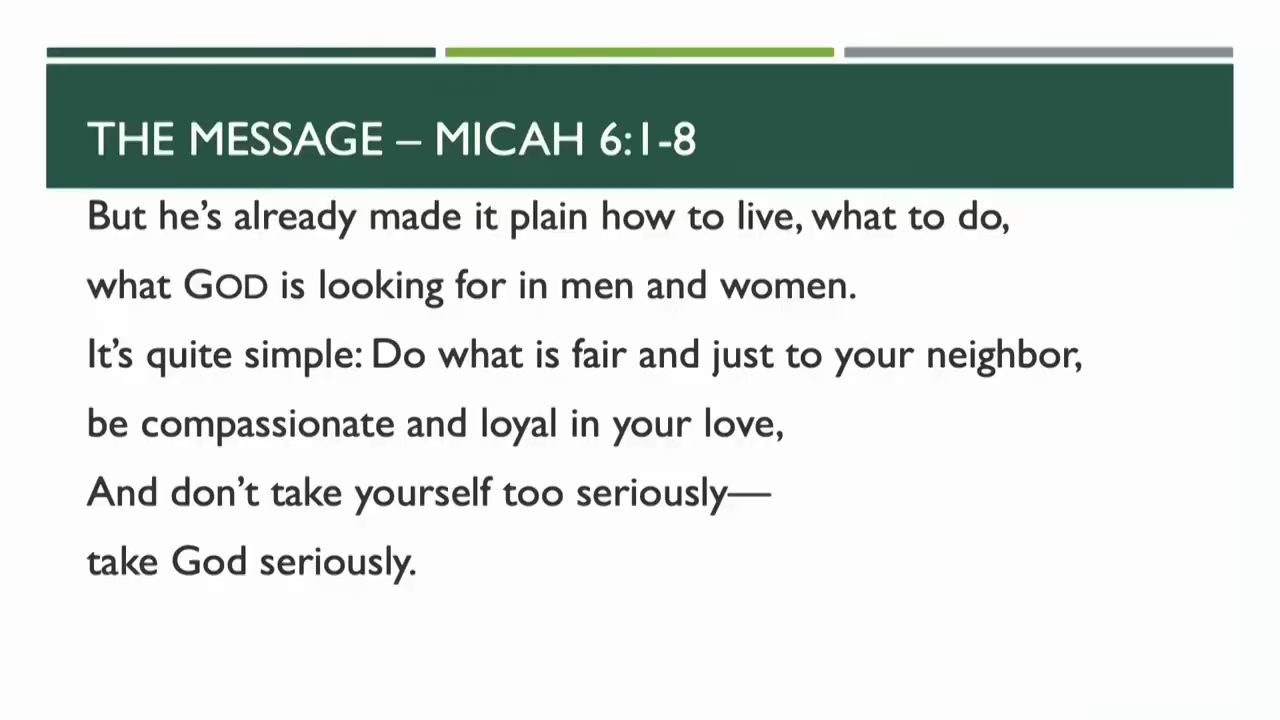 THE MESSAGE – MICAH 6:1-8
But he’s already made it plain how to live, what to do,
what GOD is looking for in men and women.
It’s quite simple: Do what is fair and just to your neighbor,
be compassionate and loyal in your love,
And don’t take yourself too seriously—
take God seriously.